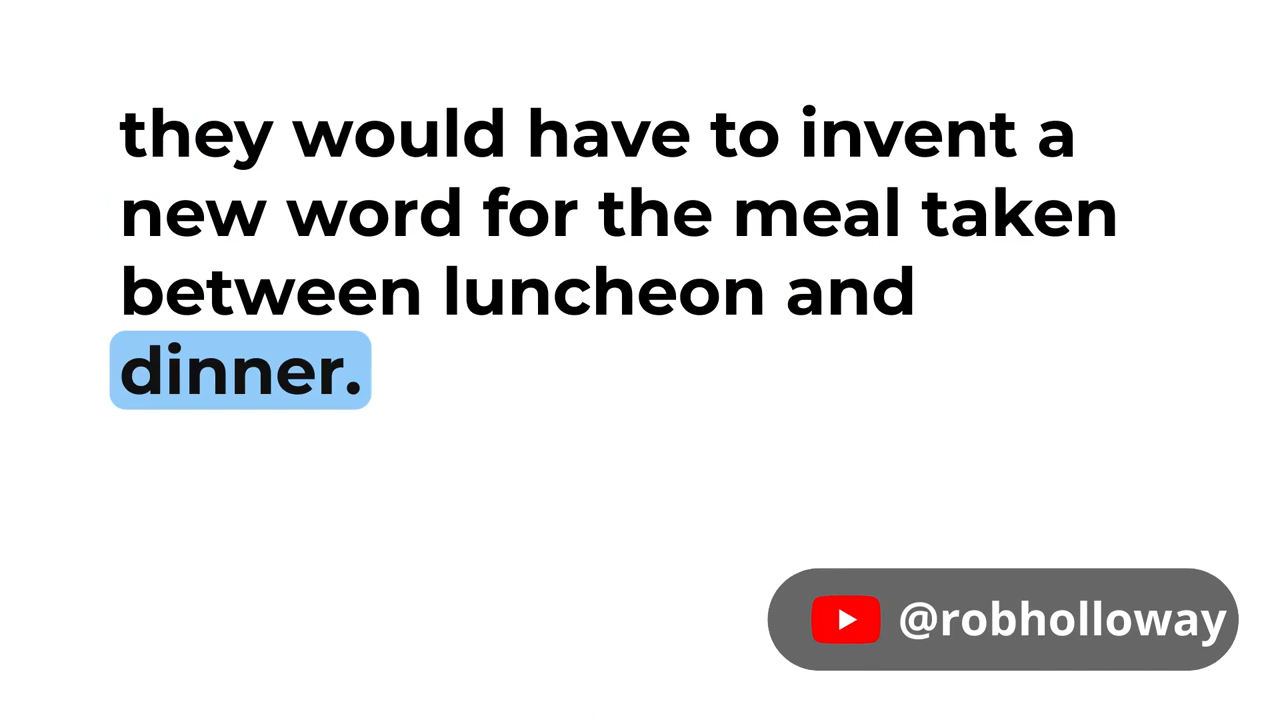 they would have to invent a
new word for the meal taken
between luncheon and
dinner.
@robholloway